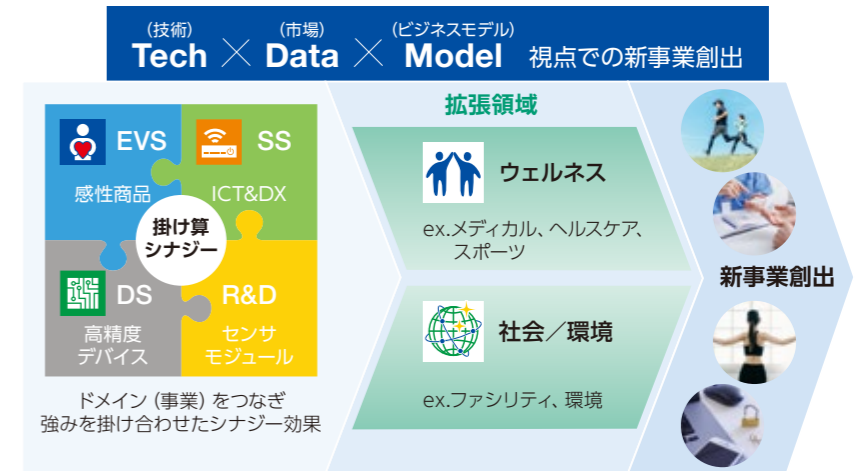 (技術) (市場) (ビジネスモデル)
Tech × Data × Model 視点での新事業創出
EVS
感性商品
SS
ICT&DX
掛け算
シナジー
DS
高精度
デバイス
R&D
センサ
モジュール
ドメイン（事業）をつなぎ
強みを掛け合わせたシナジー効果
拡張領域
ウェルネス
ex.メディカル、ヘルスケア、
スポーツ
社会／環境
ex.ファシリティ、環境
新事業創出